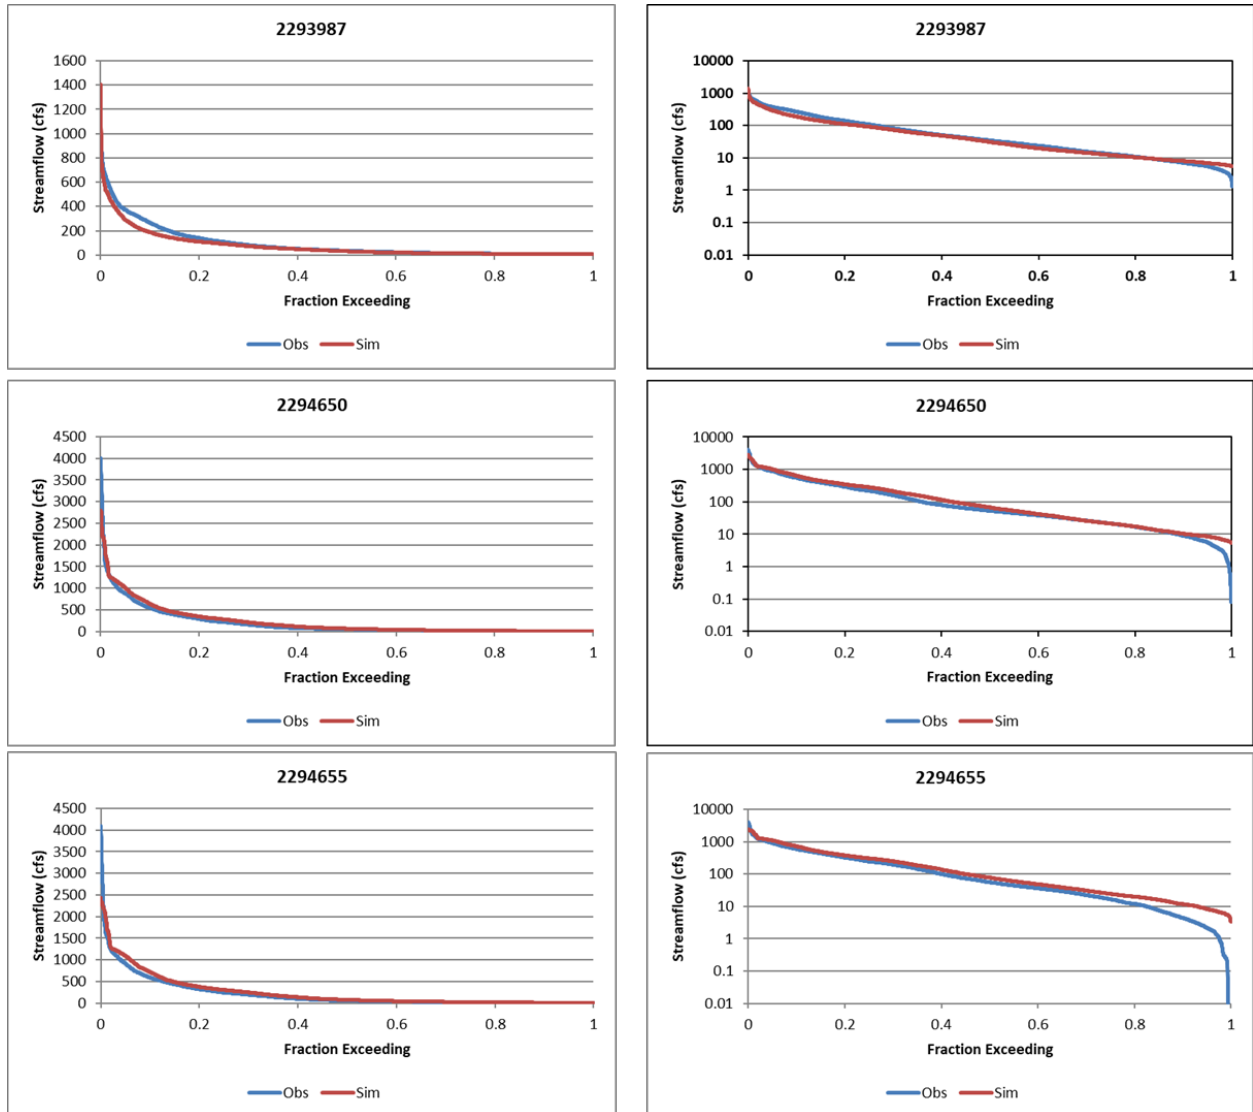 2293987
1600
1400
1200
1000
800
600
400
200
0
Streamflow (cfs)
0 0.2 0.4 0.6 0.8 1
Fraction Exceeding
Obs Sim
2293987
10000
1000
100
10
1
0.1
0.01
Streamflow (cfs)
0 0.2 0.4 0.6 0.8 1
Fraction Exceeding
Obs Sim
2294650
4500
4000
3500
3000
2500
2000
1500
1000
500
0
Streamflow (cfs)
0 0.2 0.4 0.6 0.8 1
Fraction Exceeding
Obs Sim
2294650
10000
1000
100
10
1
0.1
0.01
Streamflow (cfs)
0 0.2 0.4 0.6 0.8 1
Fraction Exceeding
Obs Sim
2294655
4500
4000
3500
3000
2500
2000
1500
1000
500
0
Streamflow (cfs)
0 0.2 0.4 0.6 0.8 1
Fraction Exceeding
Obs Sim
2294655
10000
1000
100
10
1
0.1
0.01
Streamflow (cfs)
0 0.2 0.4 0.6 0.8 1
Fraction Exceeding
Obs Sim